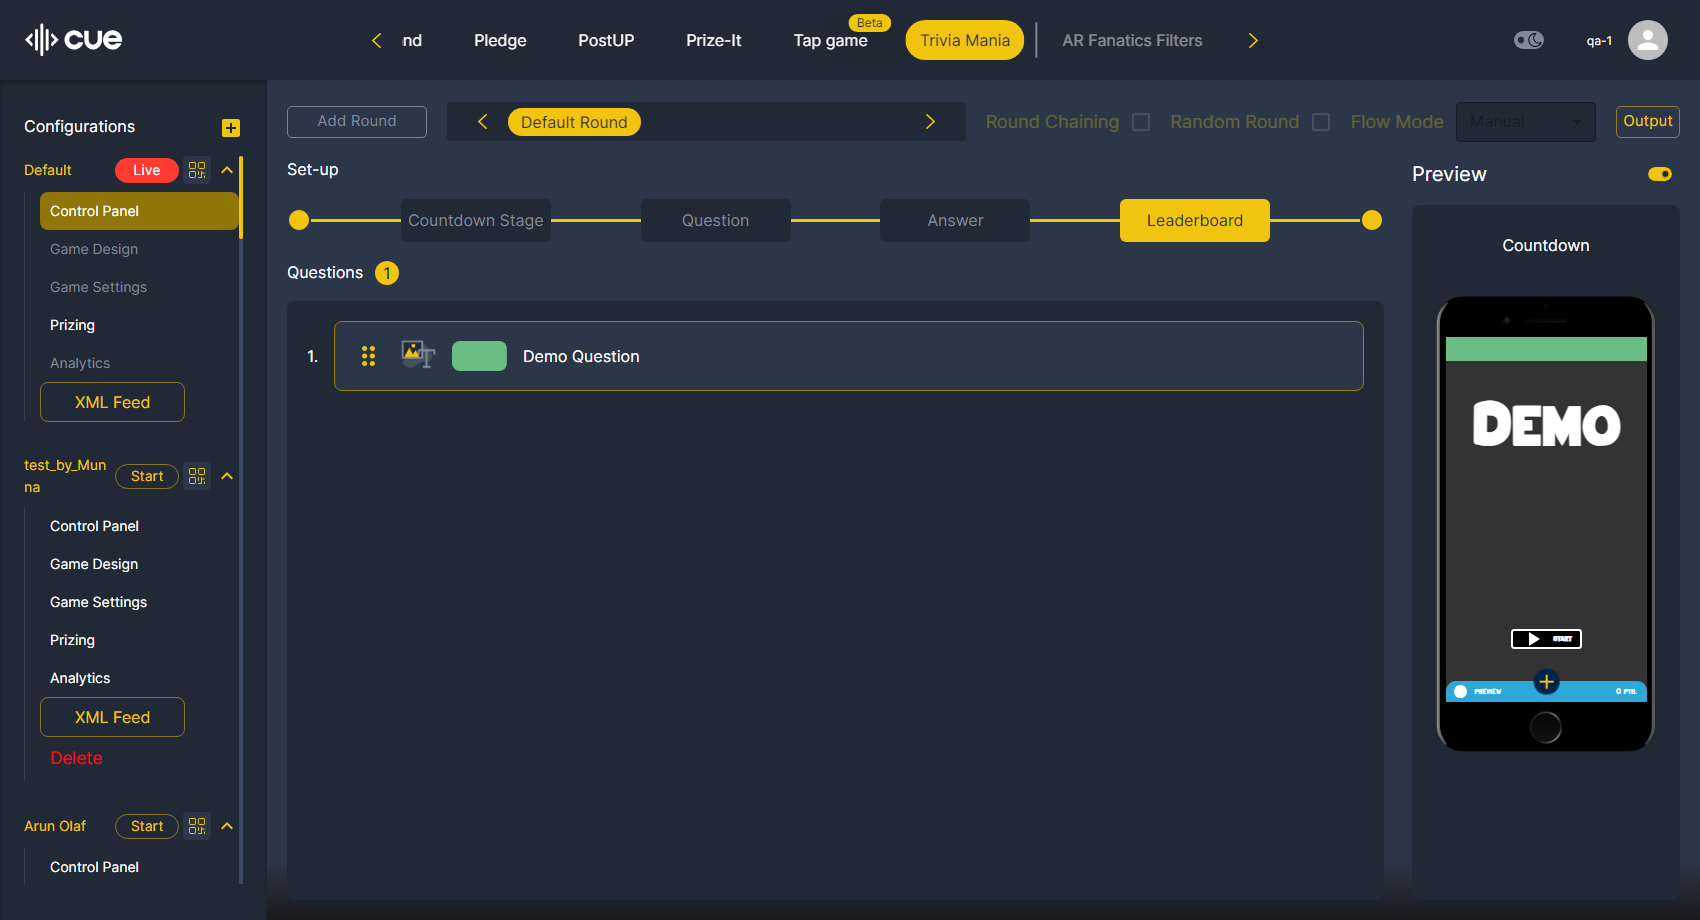 cue
nd
Pledge
PostUP
Prize-It
Tap game
Beta
Trivia Mania
AR Fanatics Filters
qa-1
Configurations
Default
Live
Control Panel
Game Design
Game Settings
Prizing
Analytics
XML Feed
test_by_Mun
na
Start
Control Panel
Game Design
Game Settings
Prizing
Analytics
XML Feed
Delete
Arun Olaf
Start
Control Panel
Add Round
Default Round
Round Chaining
Random Round
Flow Mode
Manual
Output
Set-up
Countdown Stage
Question
Answer
Leaderboard
Questions
1
1.
Demo Question
Preview
Countdown
DEMO
START
PREVIEW
0 PTS.